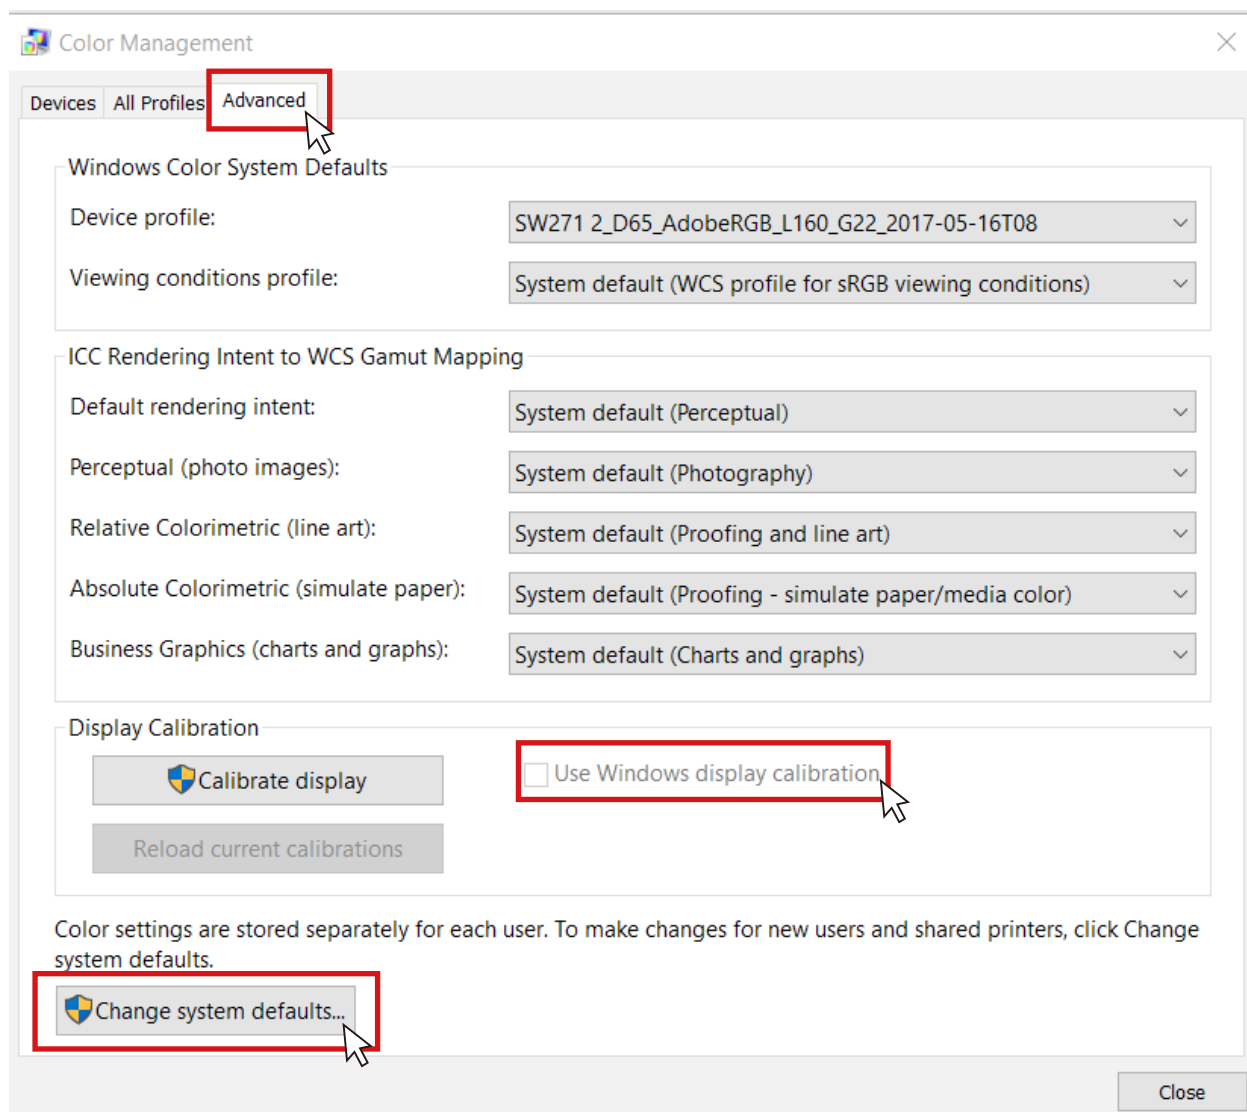 Color Management
Devices All Profiles Advanced
Windows Color System Defaults
Device profile: SW271 2_D65_AdobeRGB_L160_G22_2017-05-16T08
Viewing conditions profile: System default (WCS profile for sRGB viewing conditions)
ICC Rendering Intent to WCS Gamut Mapping
Default rendering intent: System default (Perceptual)
Perceptual (photo images): System default (Photography)
Relative Colorimetric (line art): System default (Proofing and line art)
Absolute Colorimetric (simulate paper): System default (Proofing - simulate paper/media color)
Business Graphics (charts and graphs): System default (Charts and graphs)
Display Calibration
Calibrate display Use Windows display calibration
Reload current calibrations
Color settings are stored separately for each user. To make changes for new users and shared printers, click Change
system defaults.
Change system defaults...
Close